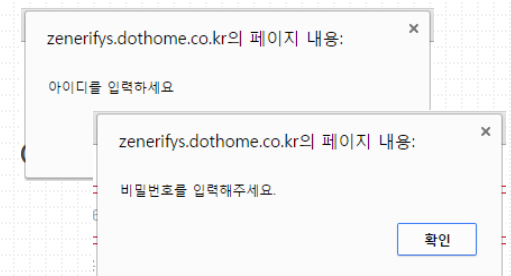 zenerifys.dothome.co.kr의 페이지 내용:
아이디를 입력하세요
zenerifys.dothome.co.kr의 페이지 내용:
비밀번호를 입력해주세요.
확인